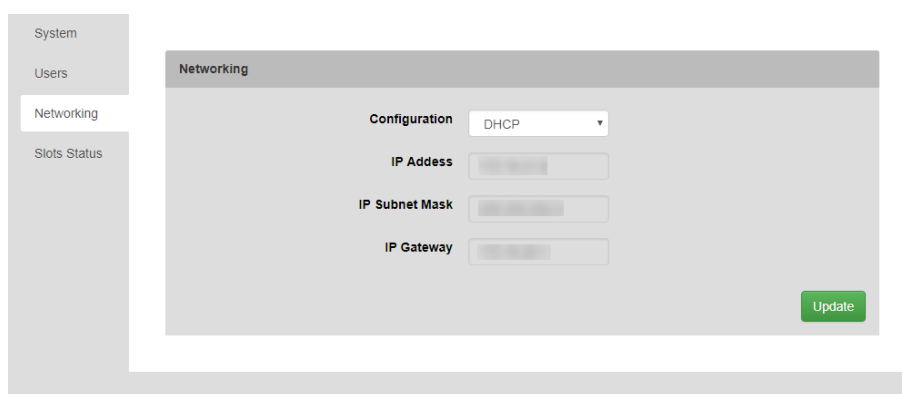 System
Users
Networking
Slots Status
Networking
Configuration DHCP
IP Addess
IP Subnet Mask
IP Gateway
Update